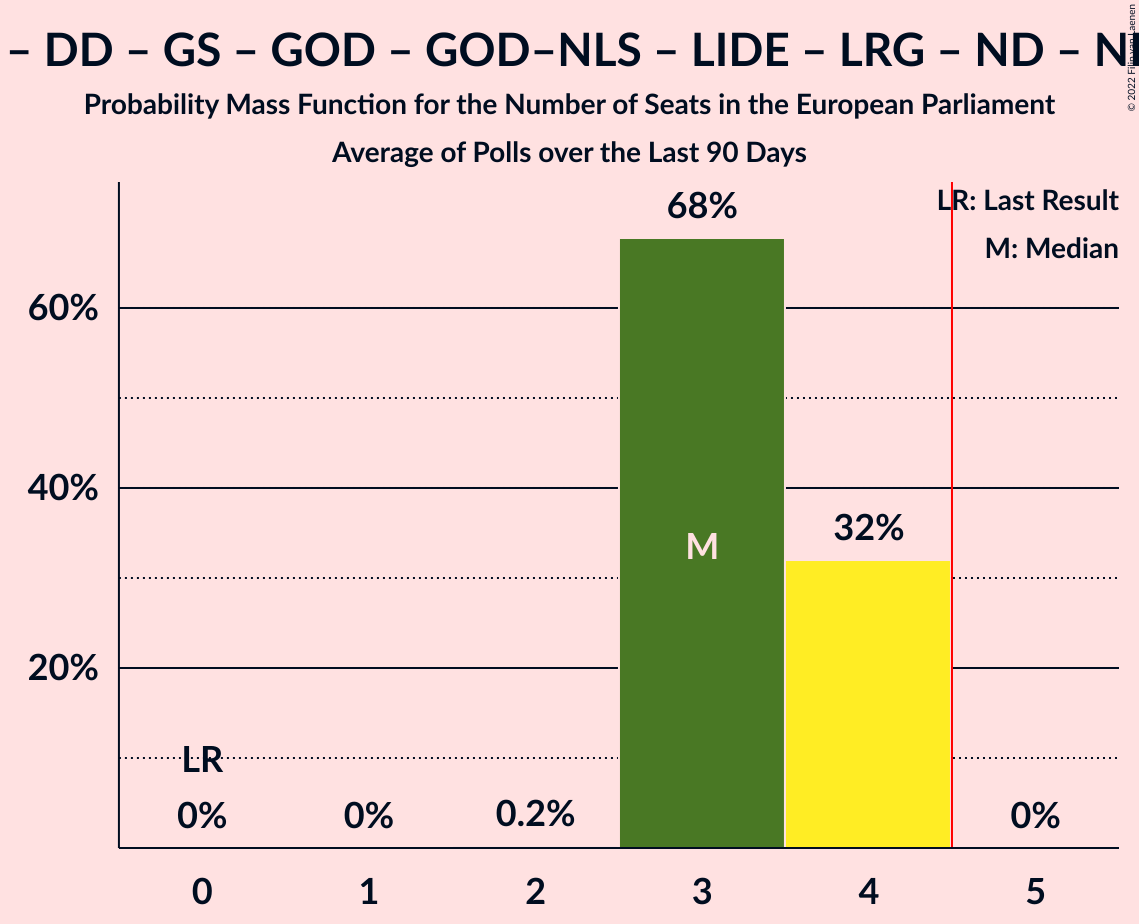 – DD – GS – GOD – GOD–NLS – LIDE – LRG – ND –
Probability Mass Function for the Number of Seats in the European Parliament
Average of Polls over the Last 90 Days
© 2022 Filip van Laenen
LR: Last Result
M: Median
68%
60%
40%
32%
M
20%
LR
0% 0% 0.2% 0%
0 1 2 3 4 5